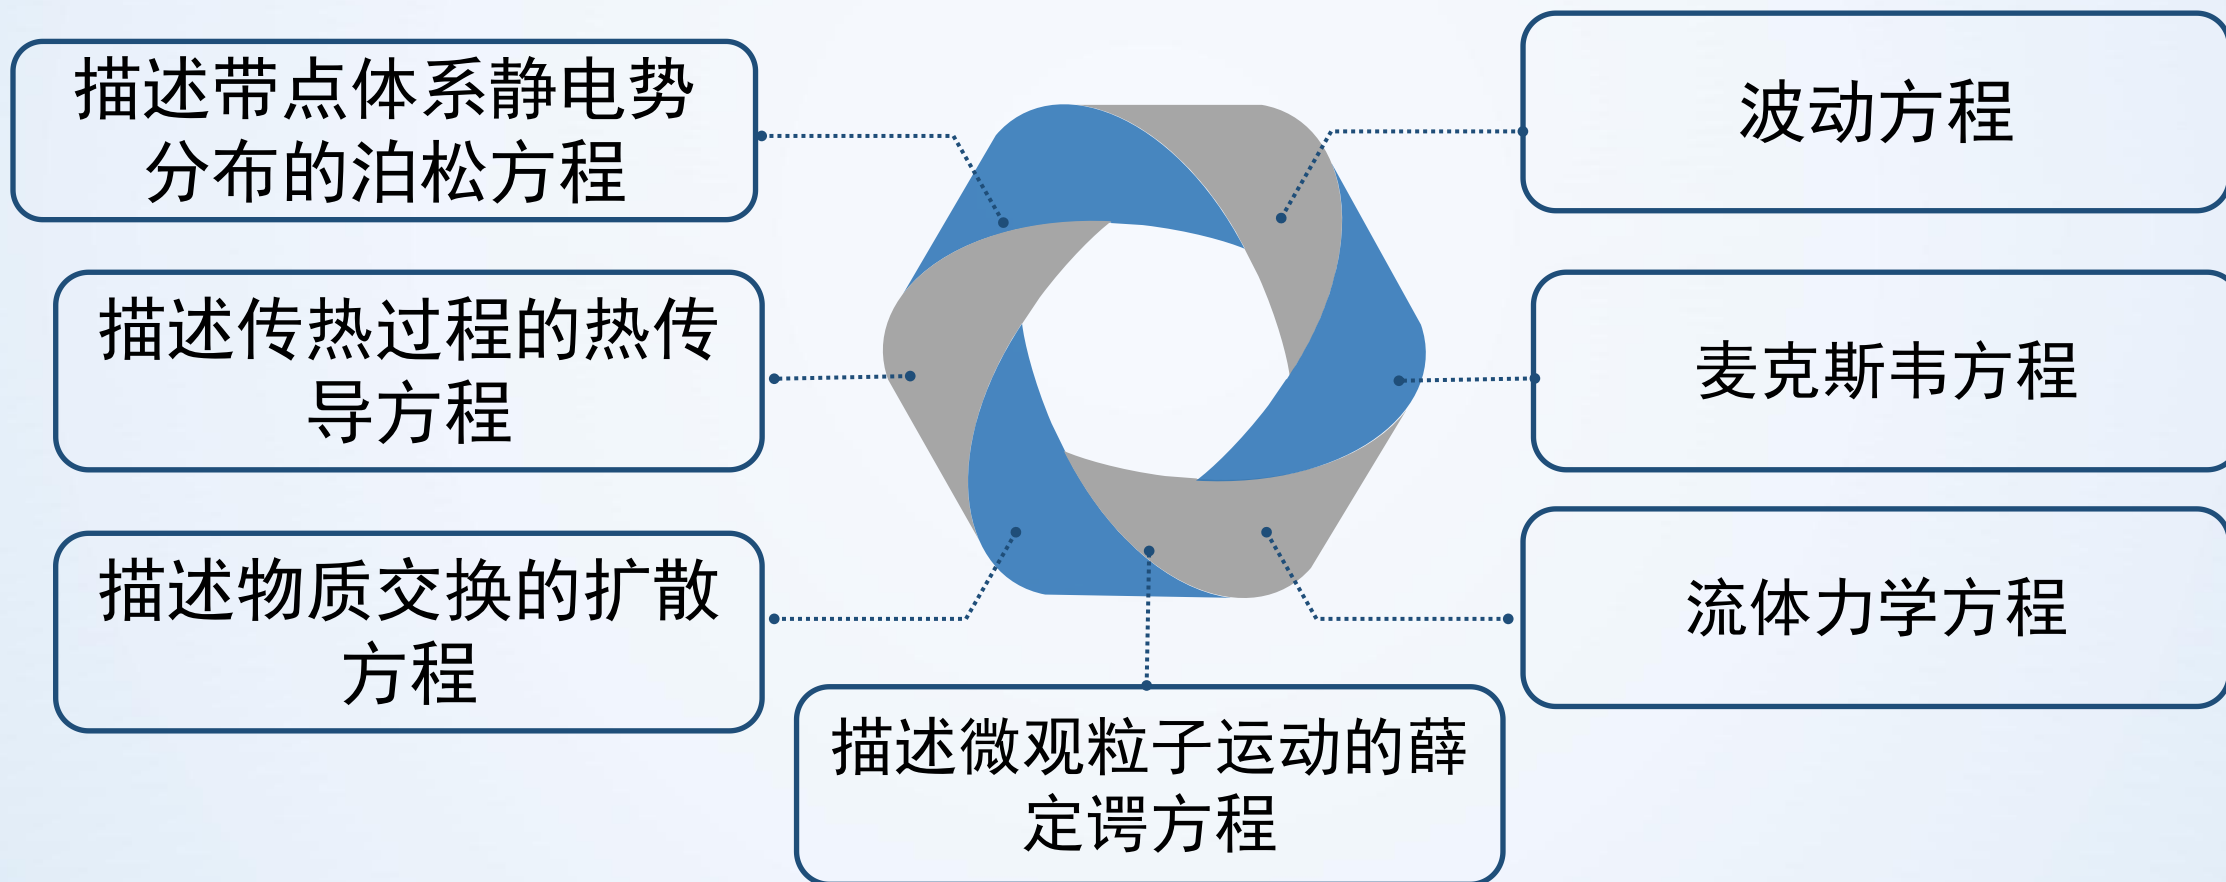 描述带点体系静电势
分布的泊松方程
描述传热过程的热传
导方程
描述物质交换的扩散
方程
描述微观粒子运动的薛
定谔方程
波动方程
麦克斯韦方程
流体力学方程